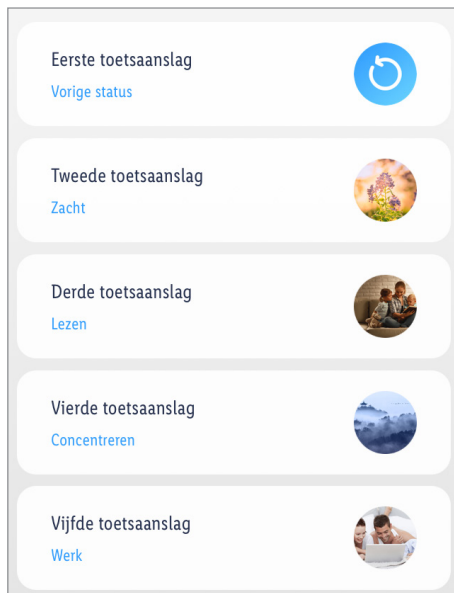 Eerste toetsaanslag
Vorige status
Tweede toetsaanslag
Zacht
Derde toetsaanslag
Lezen
Vierde toetsaanslag
Concentreren
Vijfde toetsaanslag
Werk